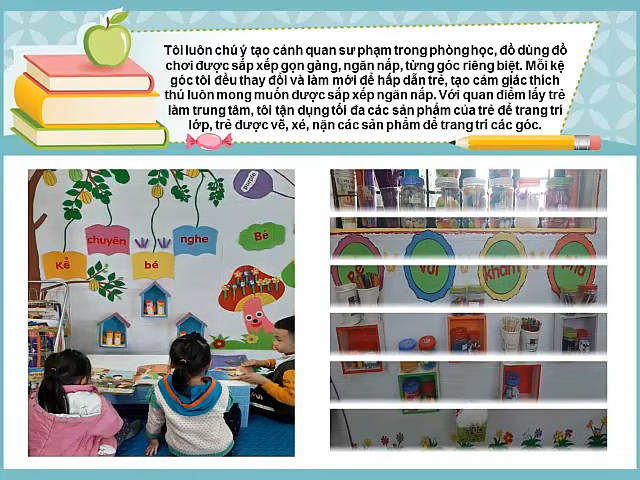 Tôi luôn chú ý tạo cảnh quan sư phạm trong phòng học, đồ dùng đồ
chơi được sắp xếp gọn gàng, ngăn nắp, từng góc riêng biệt. Mỗi kệ
góc tôi đều thay đổi và làm mới để hấp dẫn trẻ, tạo cảm giác thích
thú luôn mong muốn được sắp xếp ngăn nắp. Với quan điểm lấy trẻ
làm trung tâm, tôi tận dụng tối đa các sản phẩm của trẻ để trang trí
lớp, trẻ được vẽ, xé, nặn các sản phẩm để trang trí các góc.
Kể chuyện bé nghe
Bé
purple
Bé vui khám phá